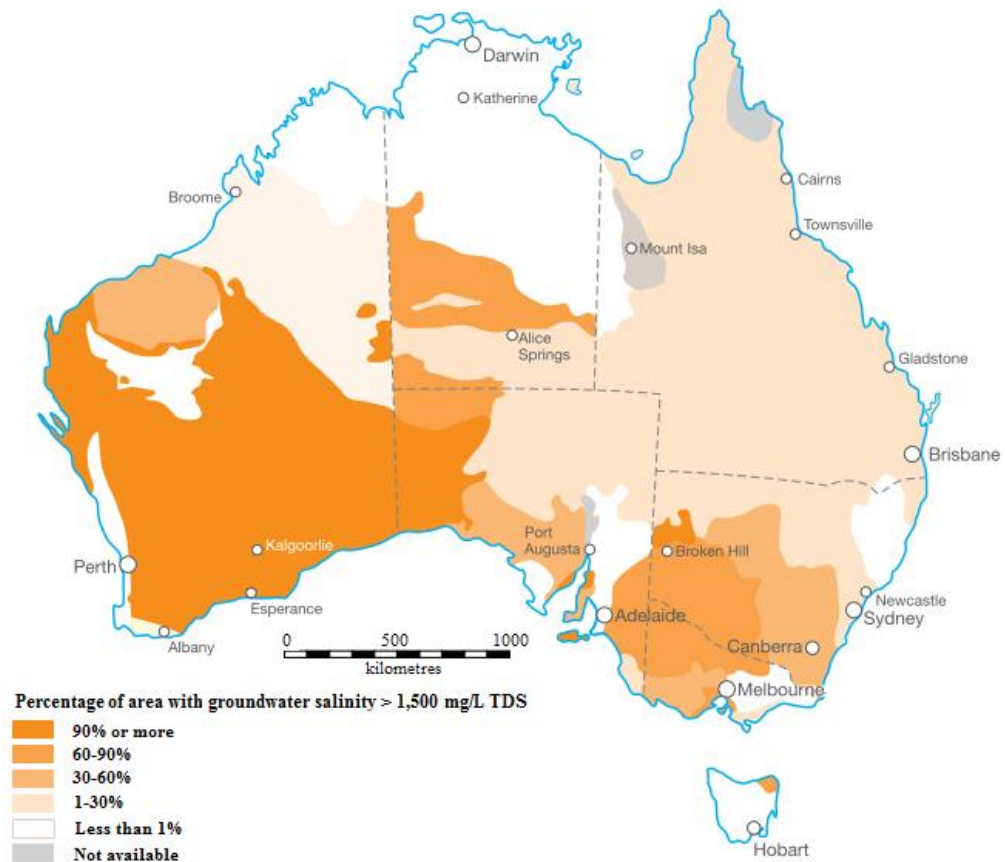 Darwin
Katherine
Broome
Cairns
Townsville
Mount Isa
Alice
Springs
Gladstone
Brisbane
Port
Augusta
Broken Hill
Kalgoorlie
Perth
Esperance
Albany
Newcastle
Sydney
Adelaide
Canberra
Melbourne
Hobart
0 500 1000
kilometres
Percentage of area with groundwater salinity > 1,500 mg/L TDS
90% or more
60-90%
30-60%
1-30%
Less than 1%
Not available